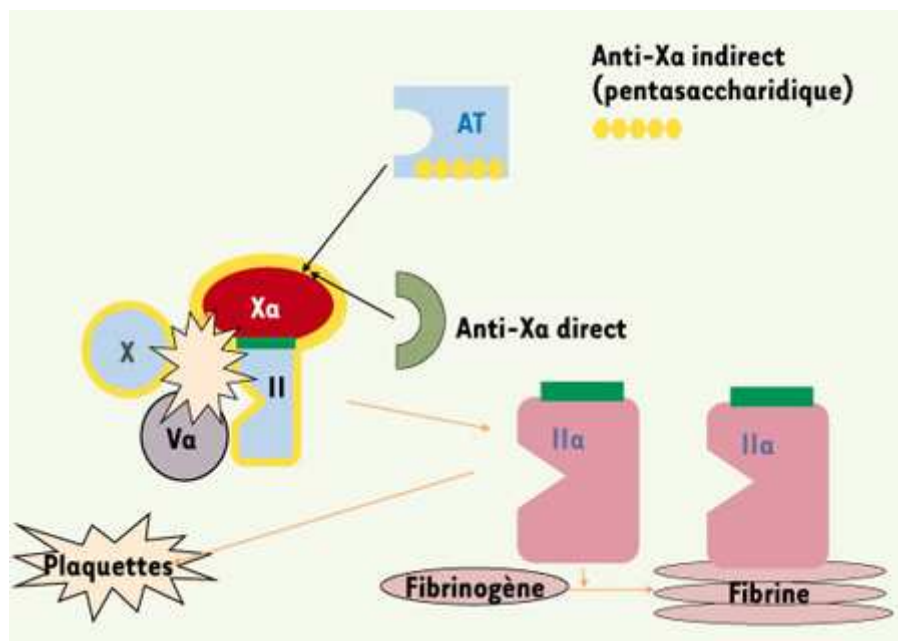 Anti-Xa indirect
(pentasaccharidique)
AT
Xa
Anti-Xa direct
X
II
Va
IIa
IIa
Plaquettes
Fibrinogène
Fibrine